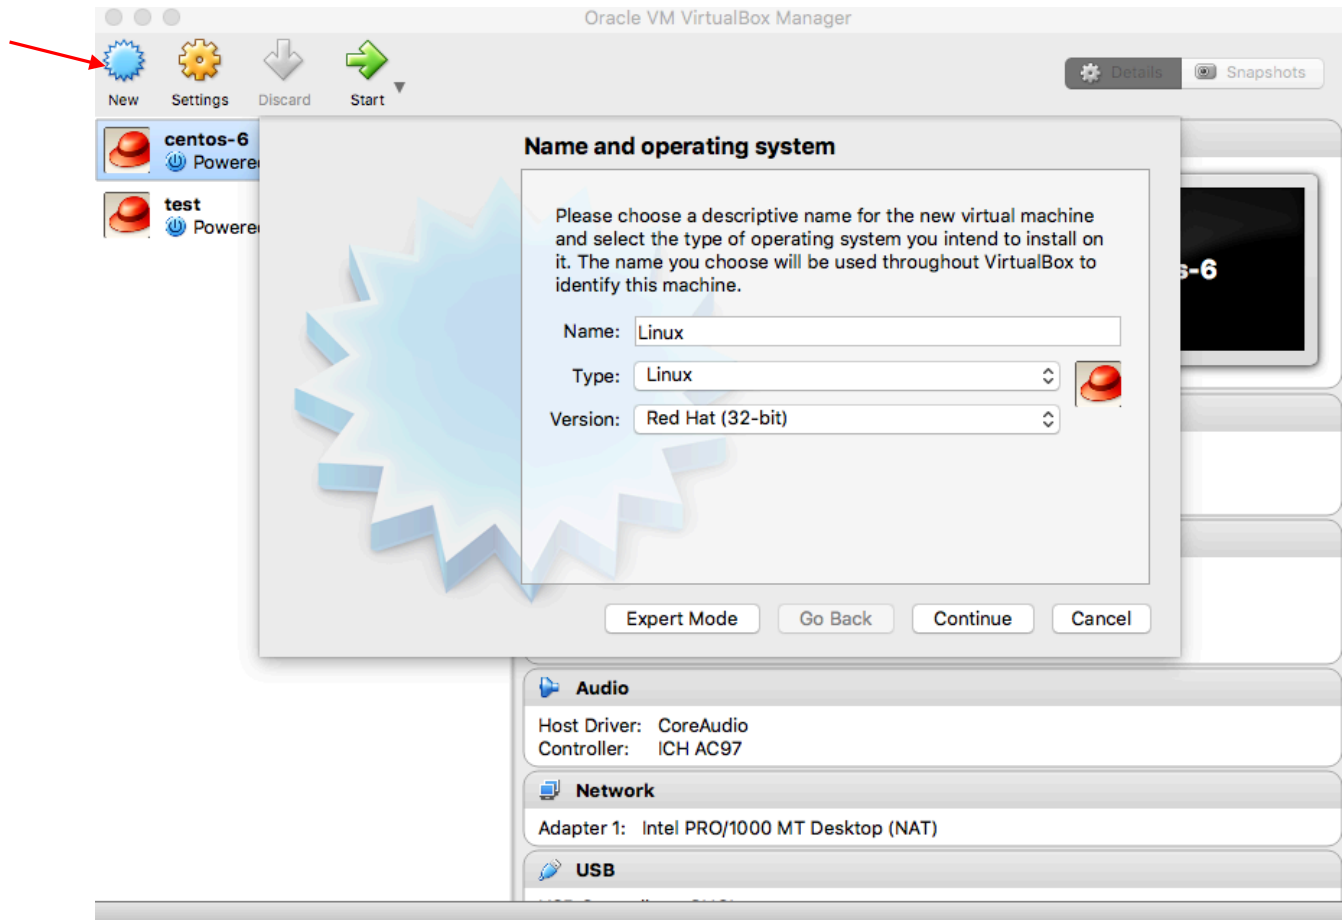 Oracle VM VirtualBox Manager
New
Settings
Discard
Start
Details
Snapshots
centos-6
Powere
test
Powere
s-6
Name and operating system
Please choose a descriptive name for the new virtual machine
and select the type of operating system you intend to install on
it. The name you choose will be used throughout VirtualBox to
identify this machine.
Name: Linux
Type: Linux
Version: Red Hat (32-bit)
Expert Mode
Go Back
Continue
Cancel
Audio
Host Driver: CoreAudio
Controller: ICH AC97
Network
Adapter 1: Intel PRO/1000 MT Desktop (NAT)
USB